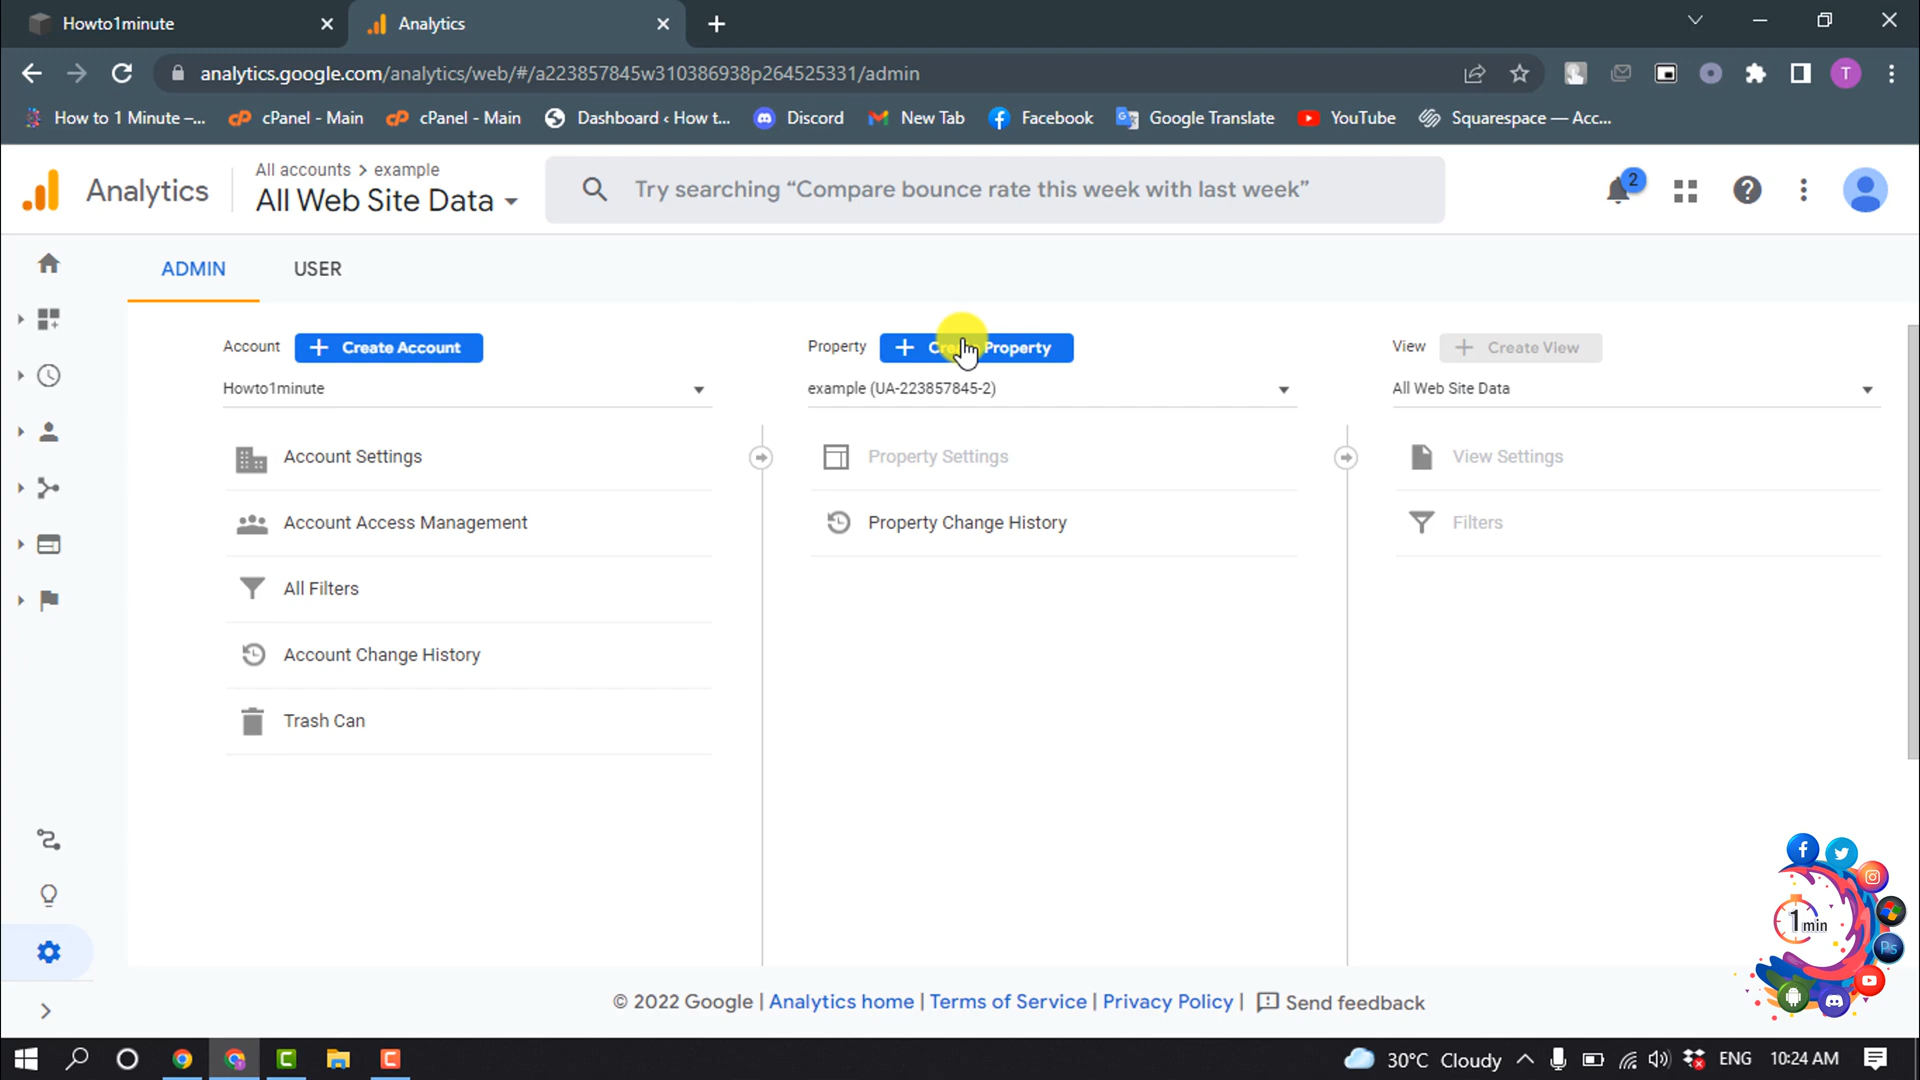 Howto1minute
Analytics
analytics.google.com/analytics/web/#/a223857845w310386938p264525331/admin
T
How to 1 Minute –...
cPanel - Main
cPanel - Main
Dashboard ‹ How t...
Discord
New Tab
Facebook
Google Translate
YouTube
Squarespace — Acc...
Analytics
All accounts > example
All Web Site Data
Try searching “Compare bounce rate this week with last week”
2
ADMIN
USER
Account
+ Create Account
Property
+ Property
View
+ Create View
Howto1minute
example (UA-223857845-2)
All Web Site Data
Account Settings
Property Settings
View Settings
Account Access Management
Property Change History
Filters
All Filters
Account Change History
Trash Can
1 min
Ps
© 2022 Google | Analytics home | Terms of Service | Privacy Policy | Send feedback
30°C Cloudy
ENG
10:24 AM